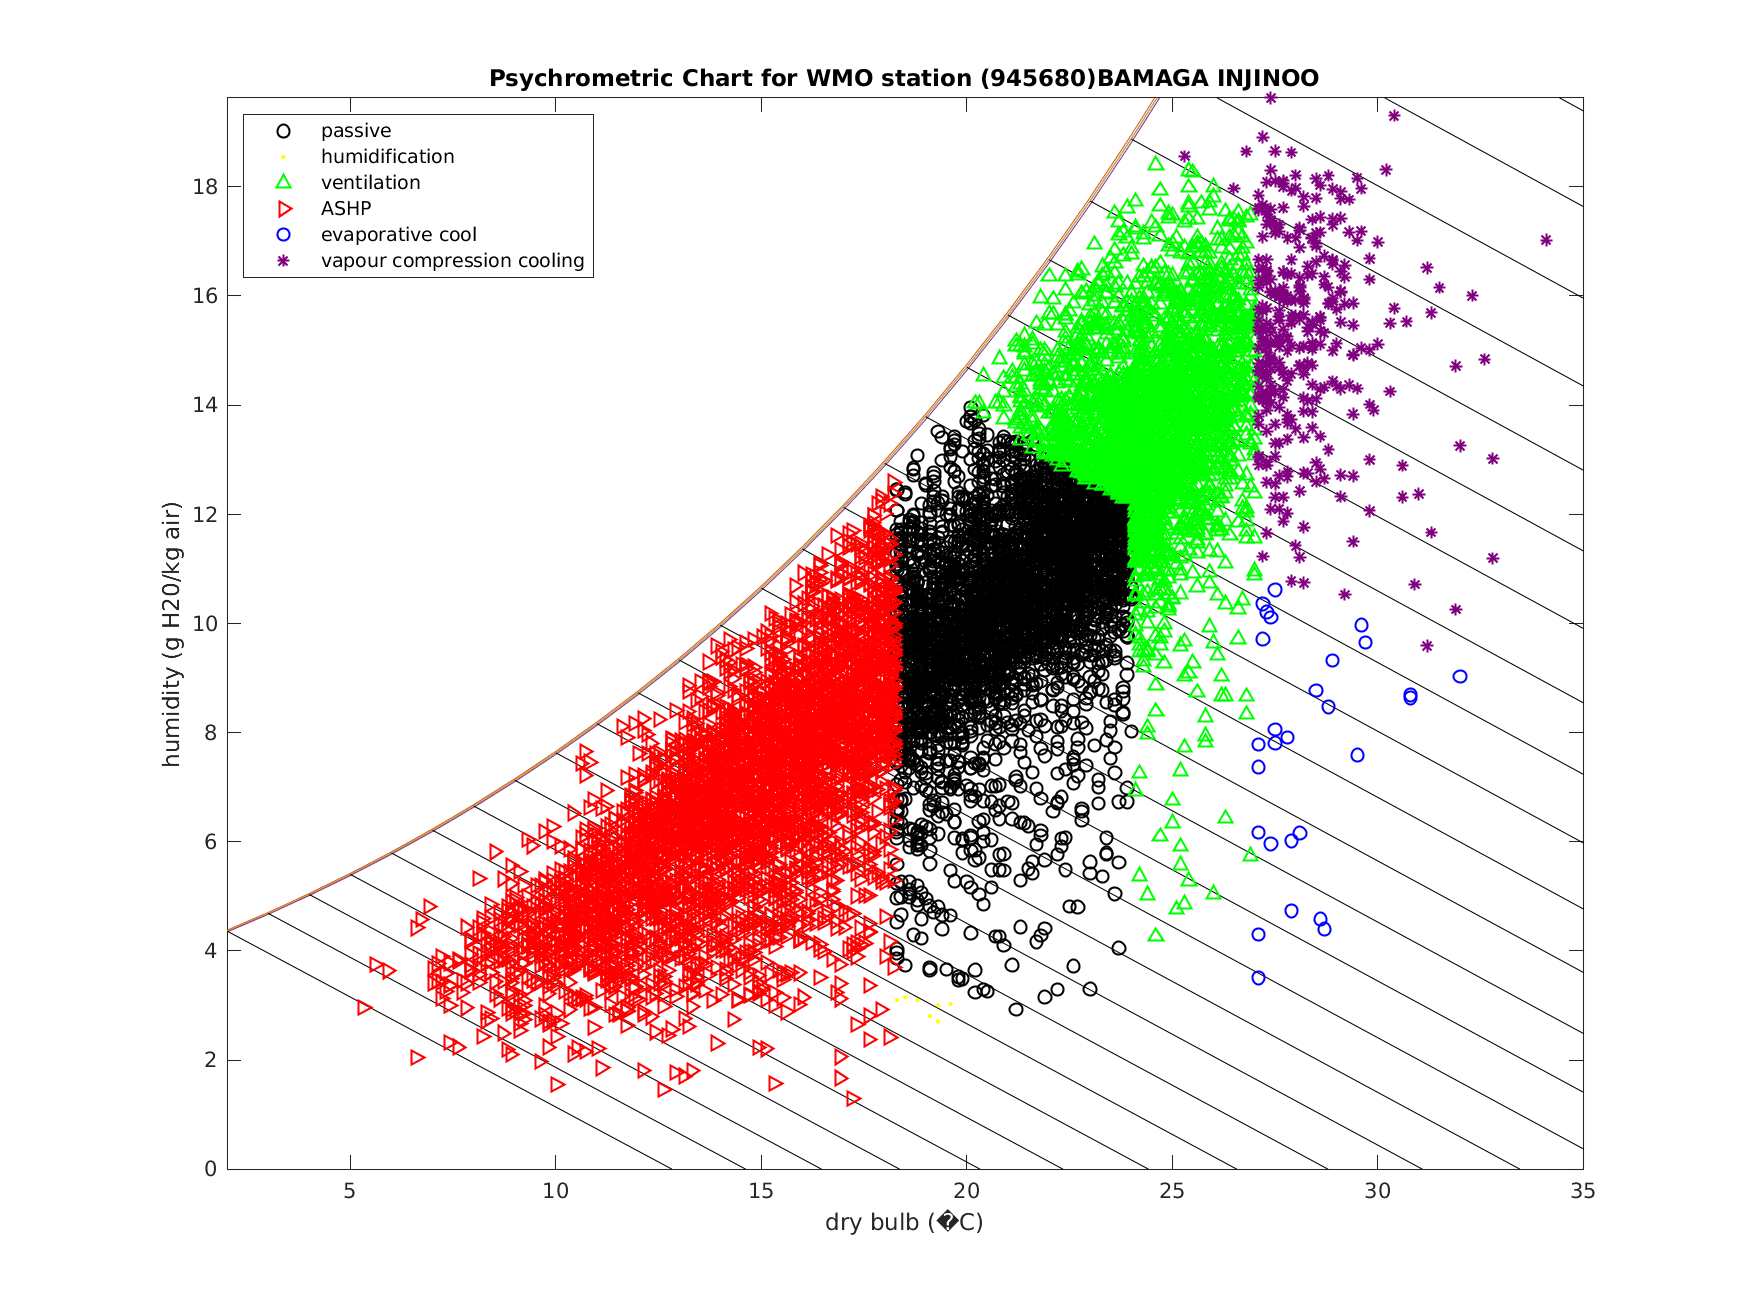 Psychrometric Chart for WMO station (945680)BAMAGA INJINOO
passive
humidification
ventilation
ASHP
evaporative cool
vapour compression cooling
humidity (g H20/kg air)
18
16
14
12
10
8
6
4
2
0
5
10
15
20
25
30
35
dry bulb (�C)